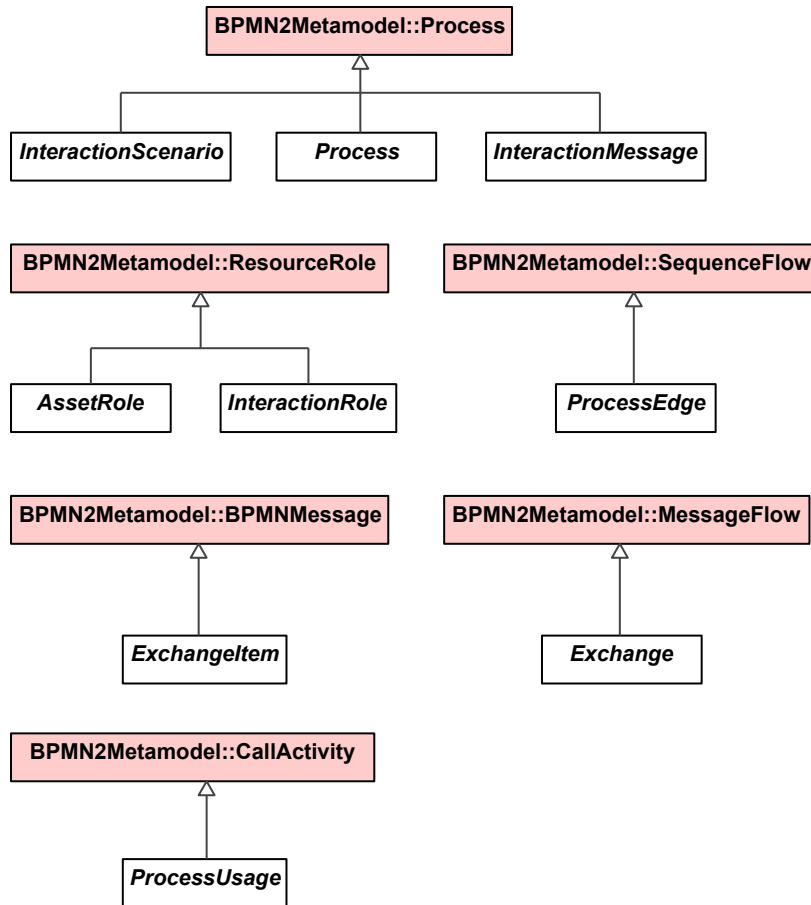 BPMN2Metamodel::Process
InteractionScenario
Process
InteractionMessage
BPMN2Metamodel::ResourceRole
BPMN2Metamodel::SequenceFlow
AssetRole
InteractionRole
ProcessEdge
BPMN2Metamodel::BPMNMessage
BPMN2Metamodel::MessageFlow
ExchangeItem
Exchange
BPMN2Metamodel::CallActivity
ProcessUsage